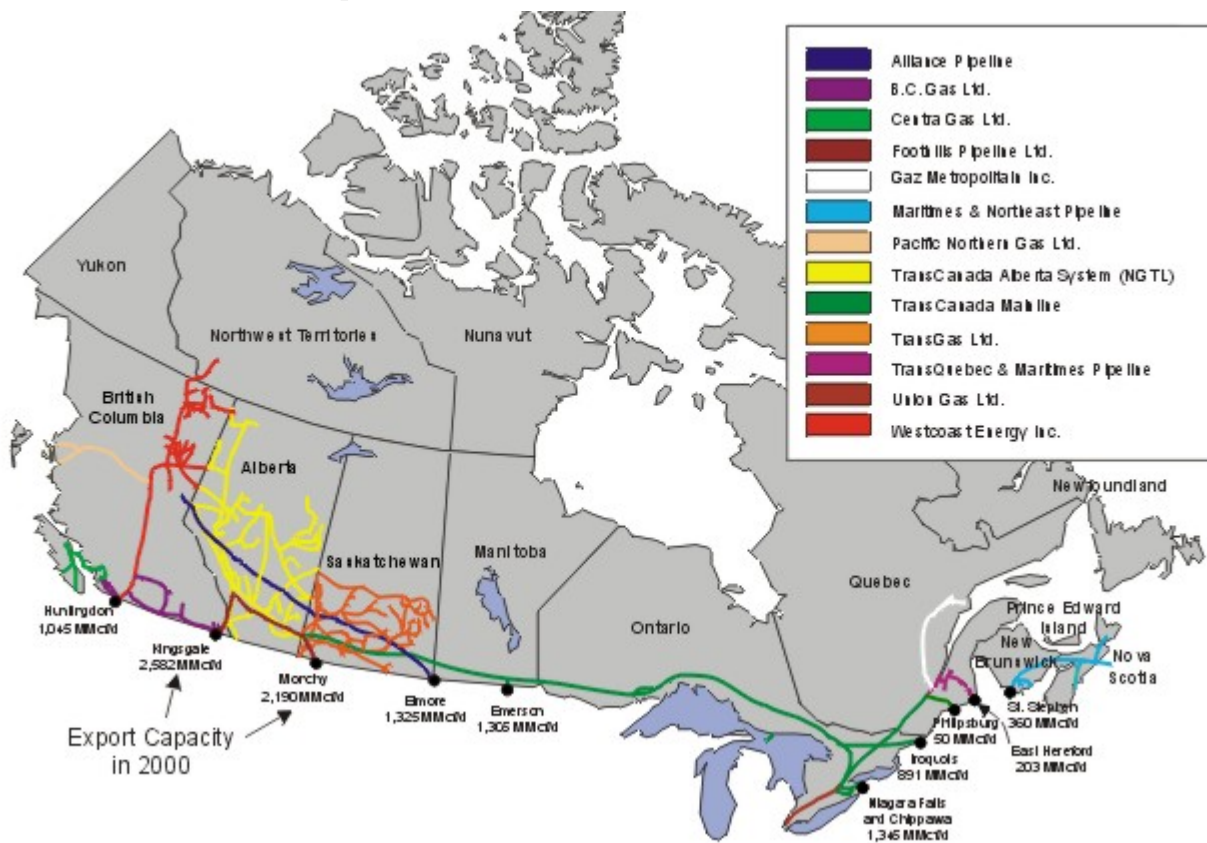 Alliance Pipeline
B.C. Gas Ltd.
Centra Gas Ltd.
Foothills Pipeline Ltd.
Gaz Metropolitain Inc.
Maritimes & Northeast Pipeline
Pacific Northern Gas Ltd.
TransCanada Alberta System (NGTL)
TransCanada Mainline
TransGas Ltd.
TransQuebec & Maritimes Pipeline
Union Gas Ltd.
Westcoast Energy Inc.
Yukon
Northwest Territories
Nunavut
British
Columbia
Alberta
Saskatchewan
Manitoba
Ontario
Quebec
Newfoundland
Prince Edward
Island
New
Brunswick
Nova
Scotia
Huntingdon
1,045 MMcf/d
Kingsgate
2,582 MMcf/d
Monchy
2,190 MMcf/d
Elmore
1,325 MMcf/d
Emerson
1,305 MMcf/d
Export Capacity
in 2000
Iroquois
891 MMcf/d
Niagara Falls
and Chippawa
1,345 MMcf/d
Philipsburg
50 MMcf/d
East Hereford
203 MMcf/d
St. Stephen
360 MMcf/d